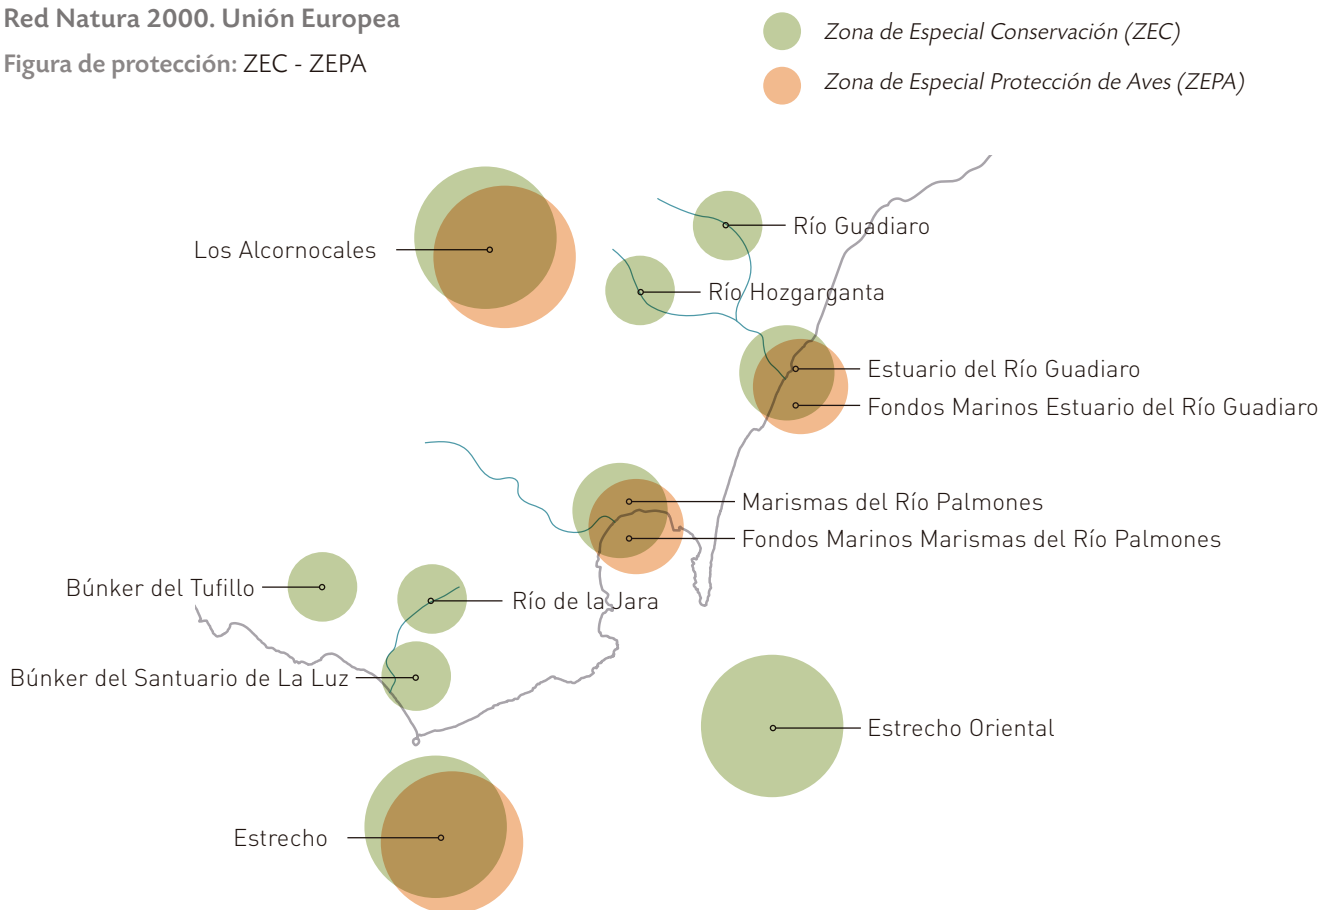 Red Natura 2000. Unión Europea
Figura de protección: ZEC - ZEPA
Zona de Especial Conservación (ZEC)
Zona de Especial Protección de Aves (ZEPA)
Los Alcornocales
Río Guadiaro
Río Hozgarganta
Estuario del Río Guadiaro
Fondos Marinos Estuario del Río Guadiaro
Marismas del Río Palmones
Fondos Marinos Marismas del Río Palmones
Búnker del Tufillo
Río de la Jara
Búnker del Santuario de La Luz
Estrecho Oriental
Estrecho